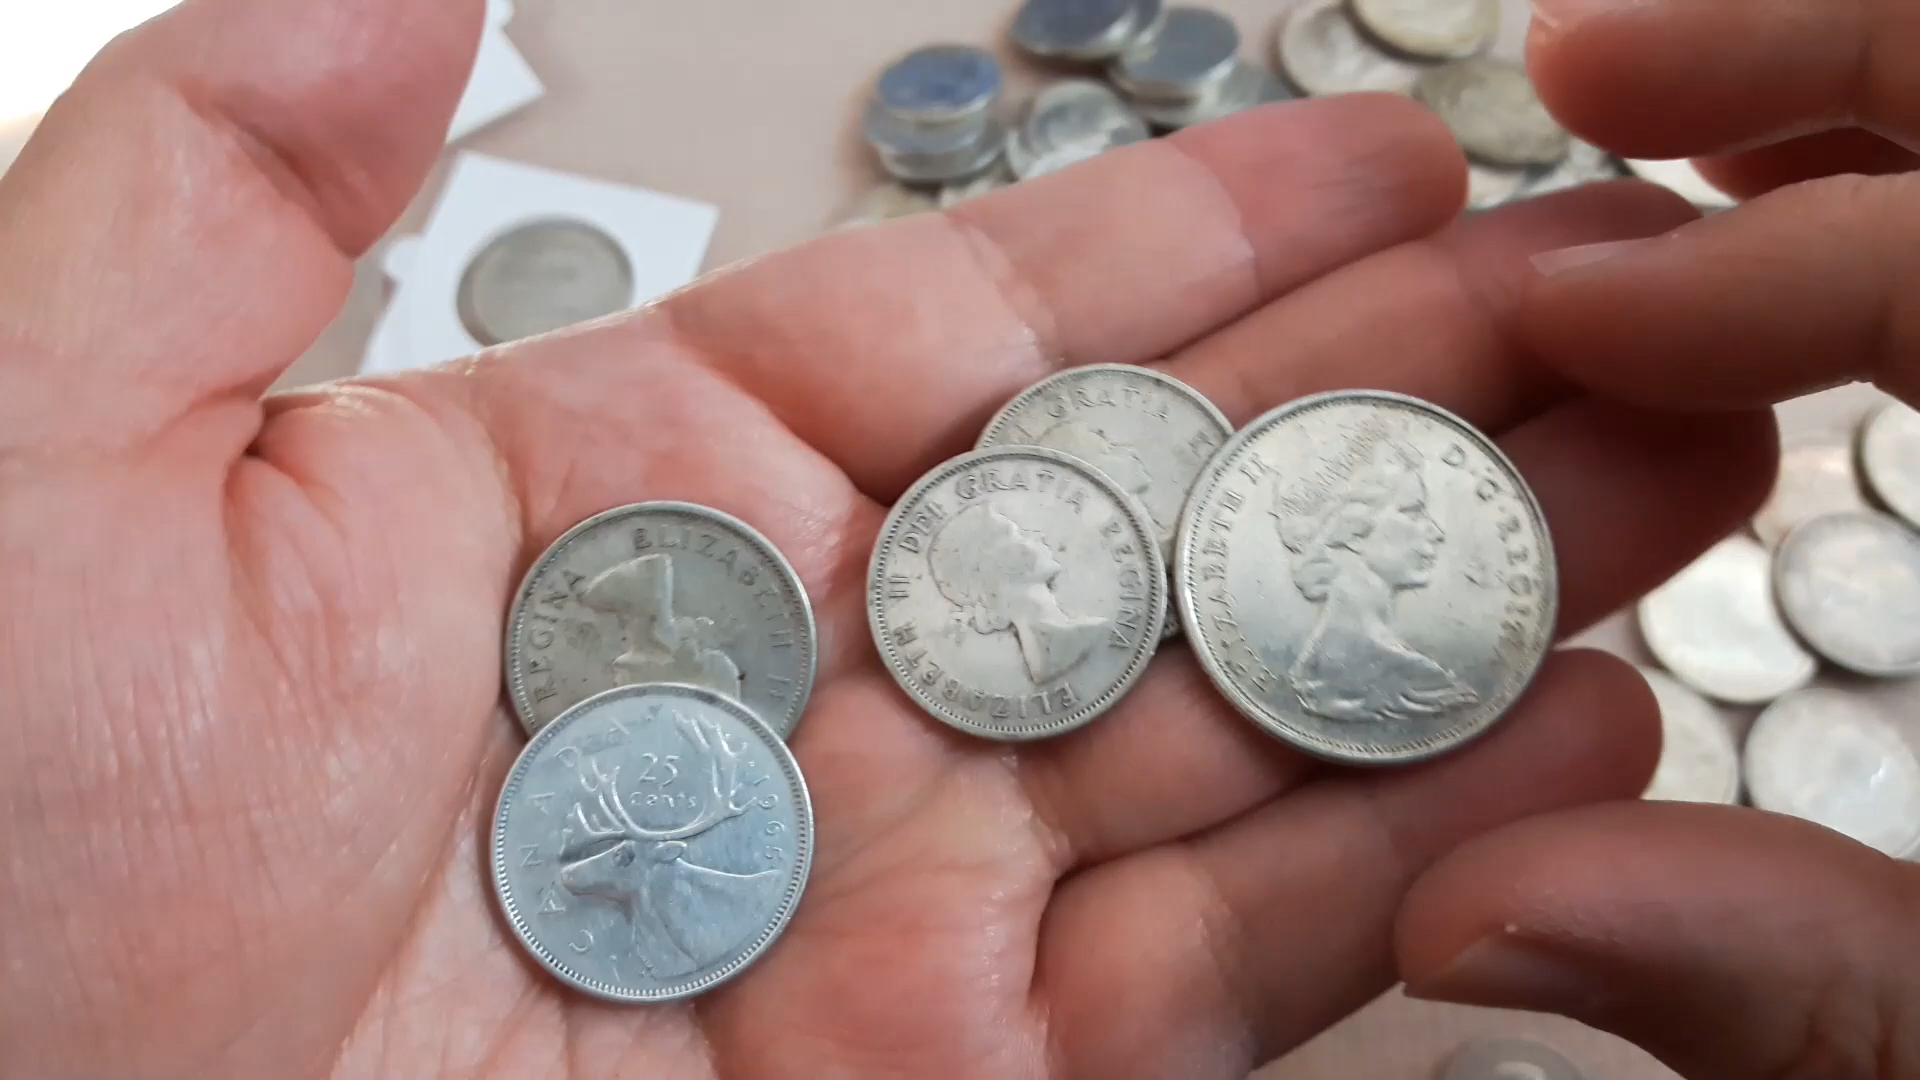 REGINA ELIZABETH II
CANADA 1965
25
cents
GRATIA
ELIZABETH II DEI GRATIA REGINA
ELIZABETH II D·G·REGINA